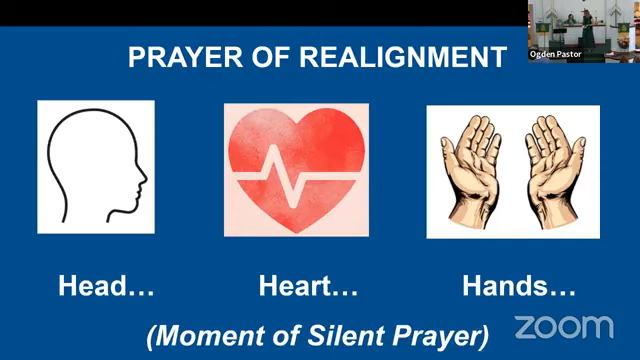 Ogden Pastor
PRAYER OF REALIGNMENT
Head… Heart… Hands…
(Moment of Silent Prayer)
zoom